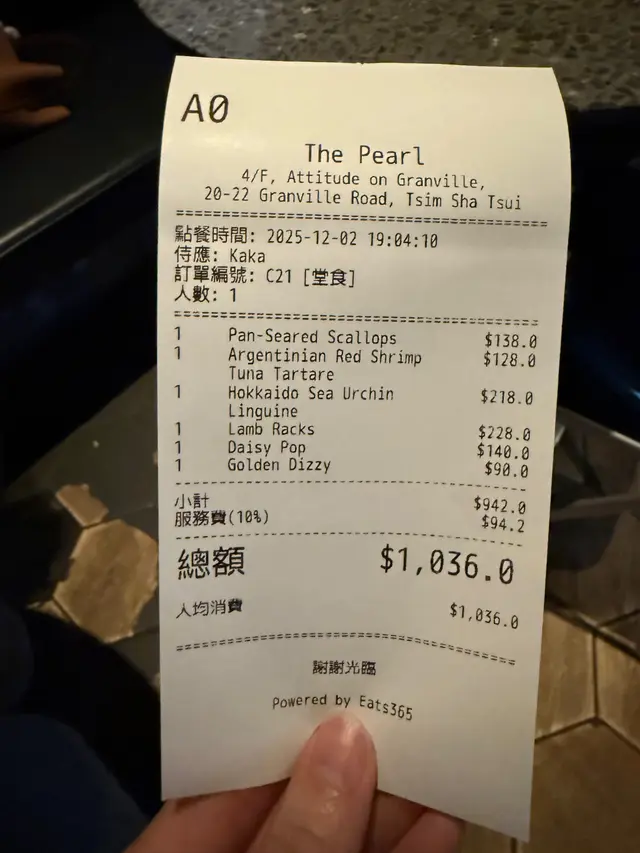 A0
The Pearl
4/F, Attitude on Granville,
20-22 Granville Road, Tsim Sha Tsui
點餐時間: 2025-12-02 19:04:10
侍應: Kaka
訂單編號: C21 [堂食]
人數: 1
1 Pan-Seared Scallops $138.0
1 Argentinian Red Shrimp $128.0
Tuna Tartare
1 Hokkaido Sea Urchin $218.0
Linguine
1 Lamb Racks $228.0
1 Daisy Pop $140.0
1 Golden Dizzy $90.0
小計 $942.0
服務費(10%) $94.2
總額 $1,036.0
人均消費 $1,036.0
謝謝光臨
Powered by Eats365